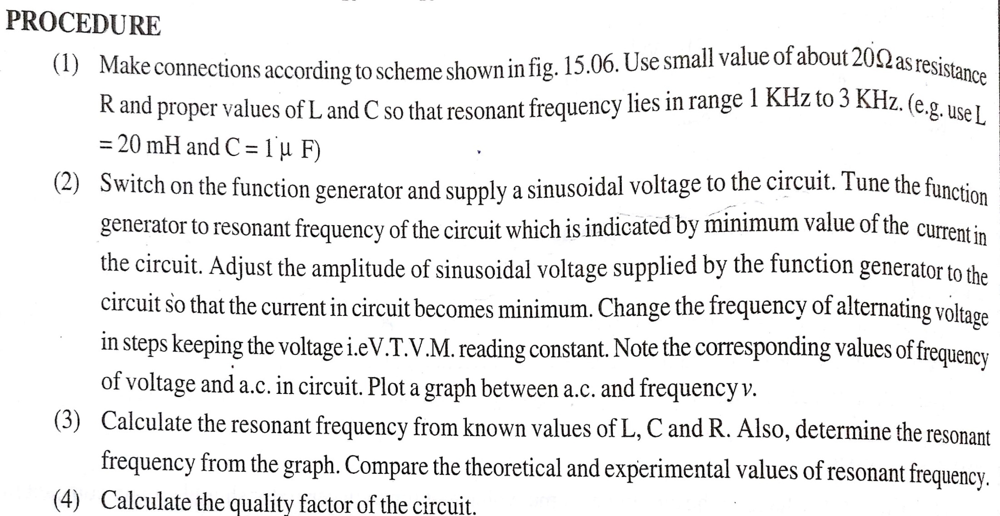 PROCEDURE
(1) Make connections according to scheme shown in fig. 15.06. Use small value of about 20Ω as resistance
R and proper values of L and C so that resonant frequency lies in range 1 KHz to 3 KHz. (e.g. use L
= 20 mH and C = 1 μ F)
(2) Switch on the function generator and supply a sinusoidal voltage to the circuit. Tune the function
generator to resonant frequency of the circuit which is indicated by minimum value of the current in
the circuit. Adjust the amplitude of sinusoidal voltage supplied by the function generator to the
circuit so that the current in circuit becomes minimum. Change the frequency of alternating voltage
in steps keeping the voltage i.e V.T.V.M. reading constant. Note the corresponding values of frequency
of voltage and a.c. in circuit. Plot a graph between a.c. and frequency v.
(3) Calculate the resonant frequency from known values of L, C and R. Also, determine the resonant
frequency from the graph. Compare the theoretical and experimental values of resonant frequency.
(4) Calculate the quality factor of the circuit.